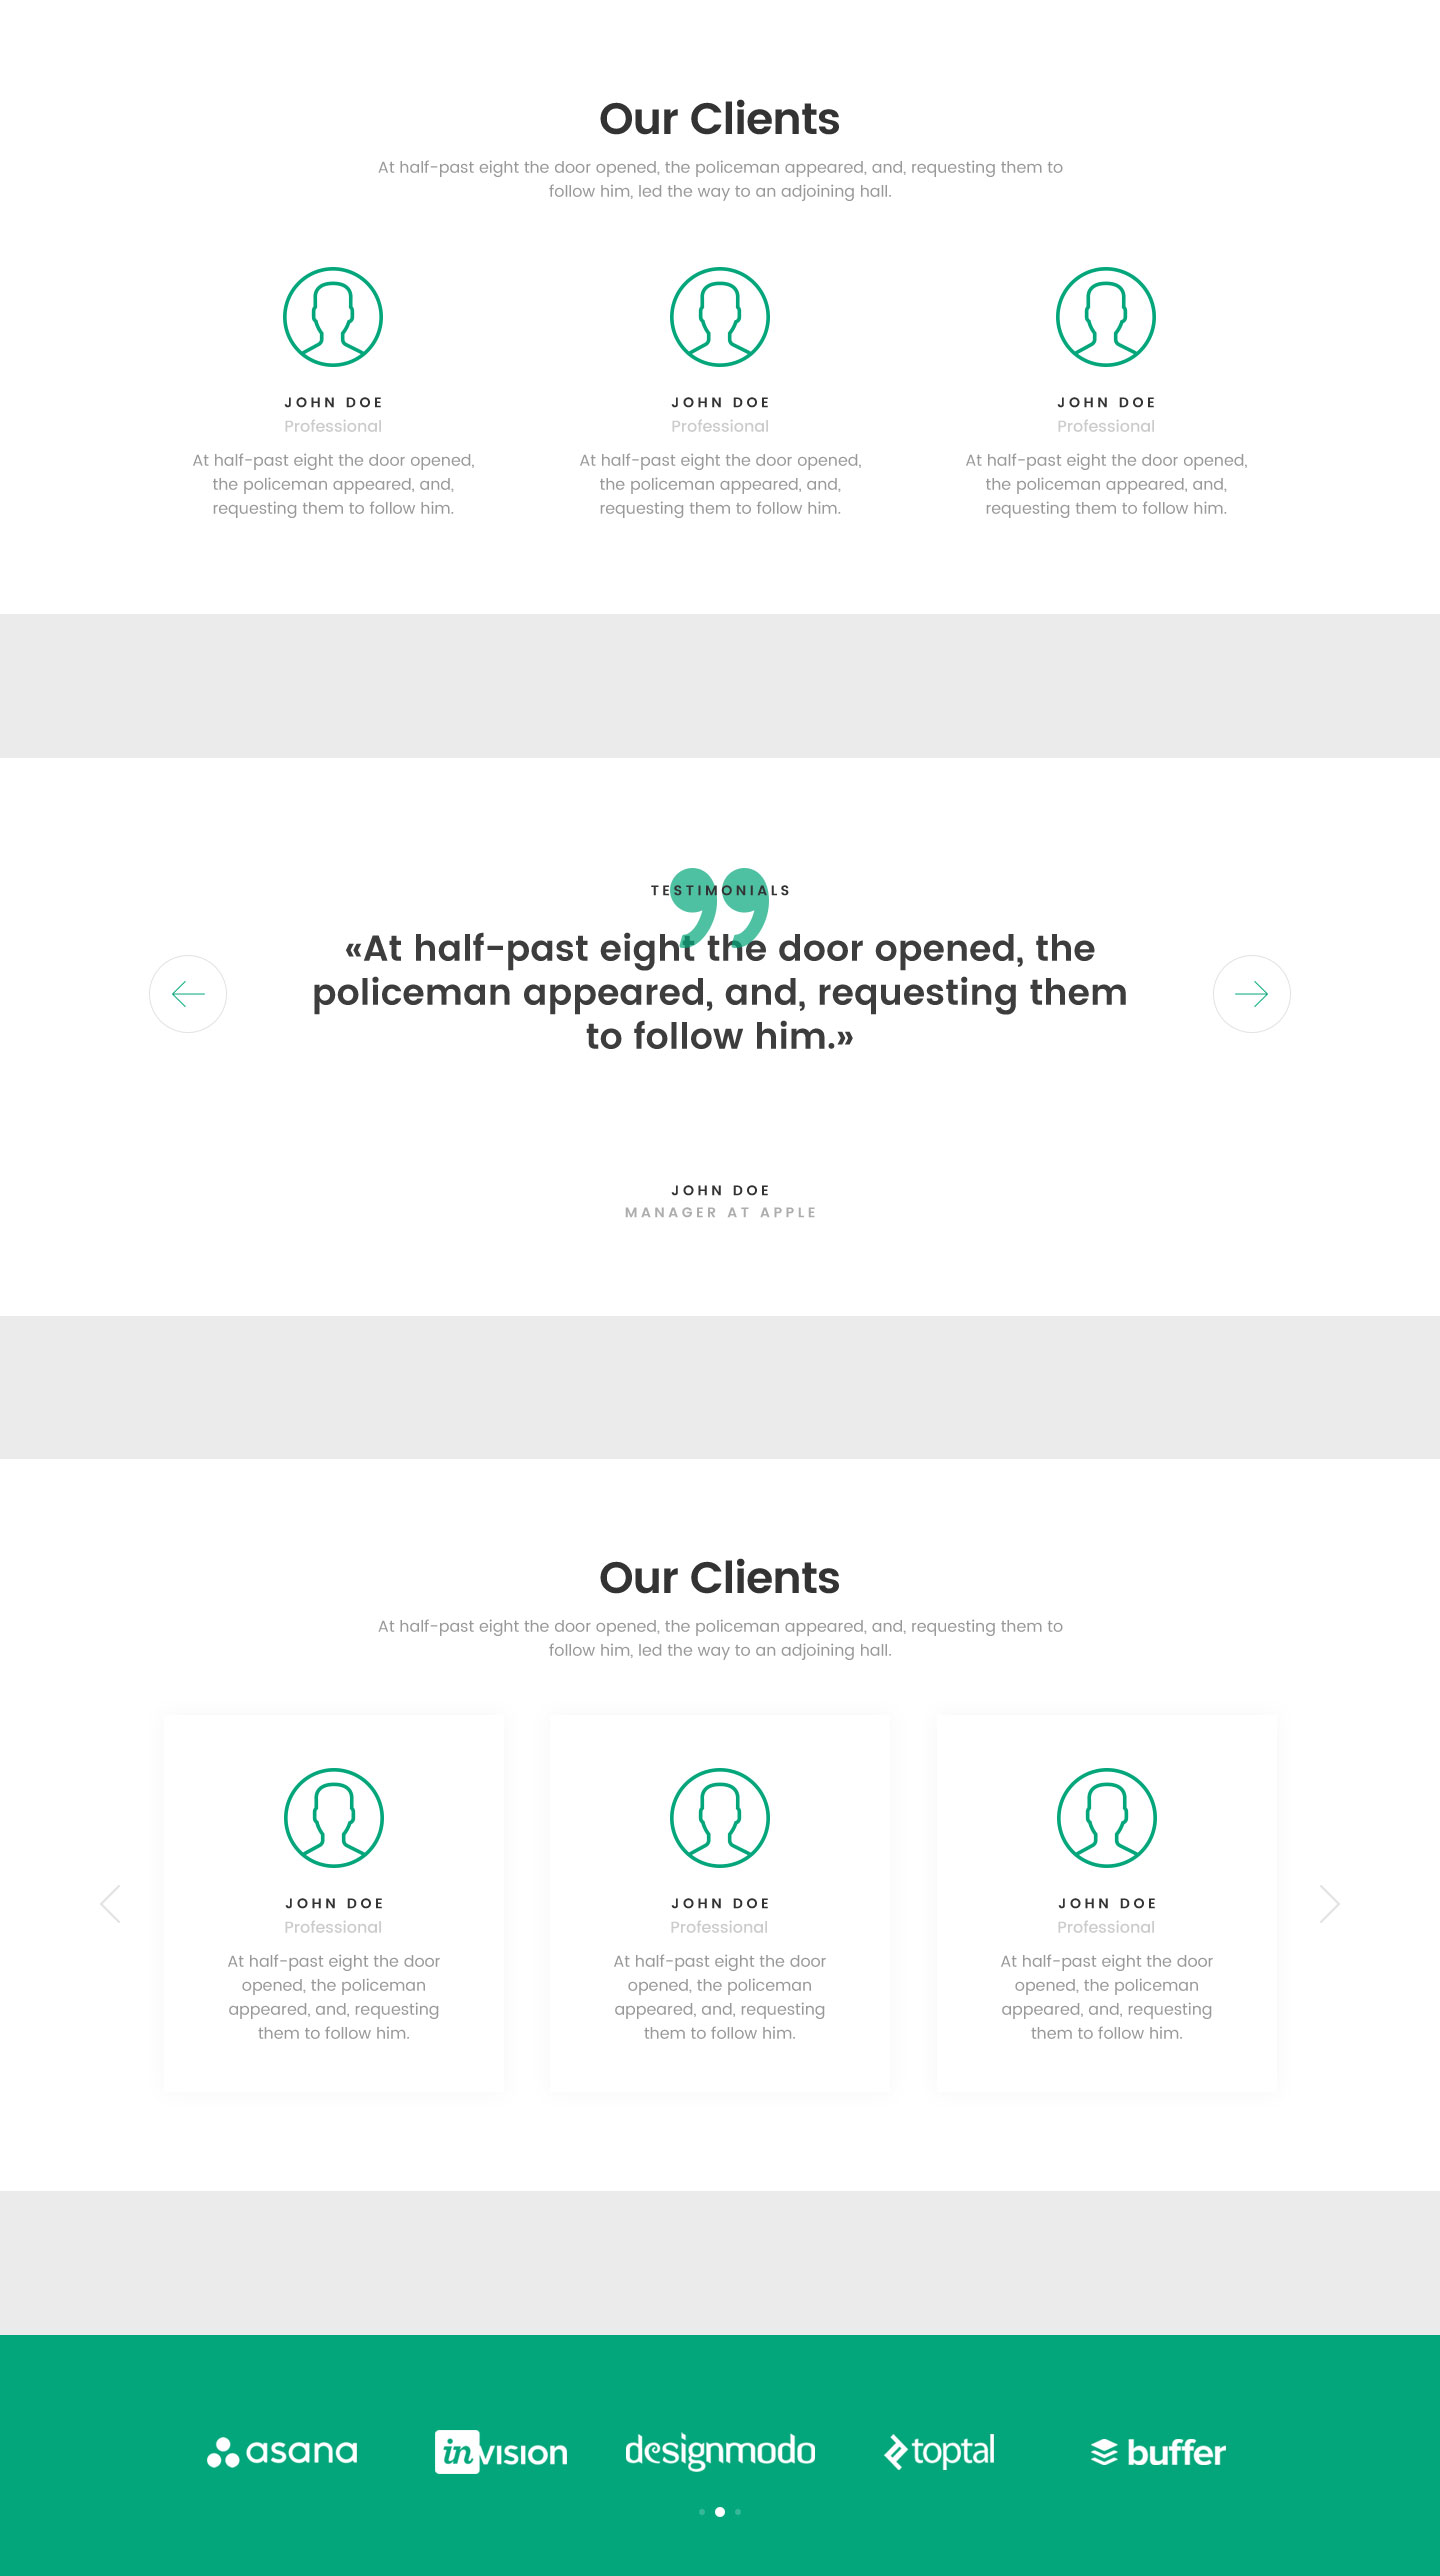 Our Clients
At half-past eight the door opened, the policeman appeared, and, requesting them to
follow him, led the way to an adjoining hall.
JOHN DOE
Professional
At half-past eight the door opened,
the policeman appeared, and,
requesting them to follow him.
JOHN DOE
Professional
At half-past eight the door opened,
the policeman appeared, and,
requesting them to follow him.
JOHN DOE
Professional
At half-past eight the door opened,
the policeman appeared, and,
requesting them to follow him.
TESTIMONIALS
«At half-past eight the door opened, the
policeman appeared, and, requesting them
to follow him.»
JOHN DOE
MANAGER AT APPLE
Our Clients
At half-past eight the door opened, the policeman appeared, and, requesting them to
follow him, led the way to an adjoining hall.
JOHN DOE
Professional
At half-past eight the door
opened, the policeman
appeared, and, requesting
them to follow him.
JOHN DOE
Professional
At half-past eight the door
opened, the policeman
appeared, and, requesting
them to follow him.
JOHN DOE
Professional
At half-past eight the door
opened, the policeman
appeared, and, requesting
them to follow him.
asana
invision
designmodo
toptal
buffer